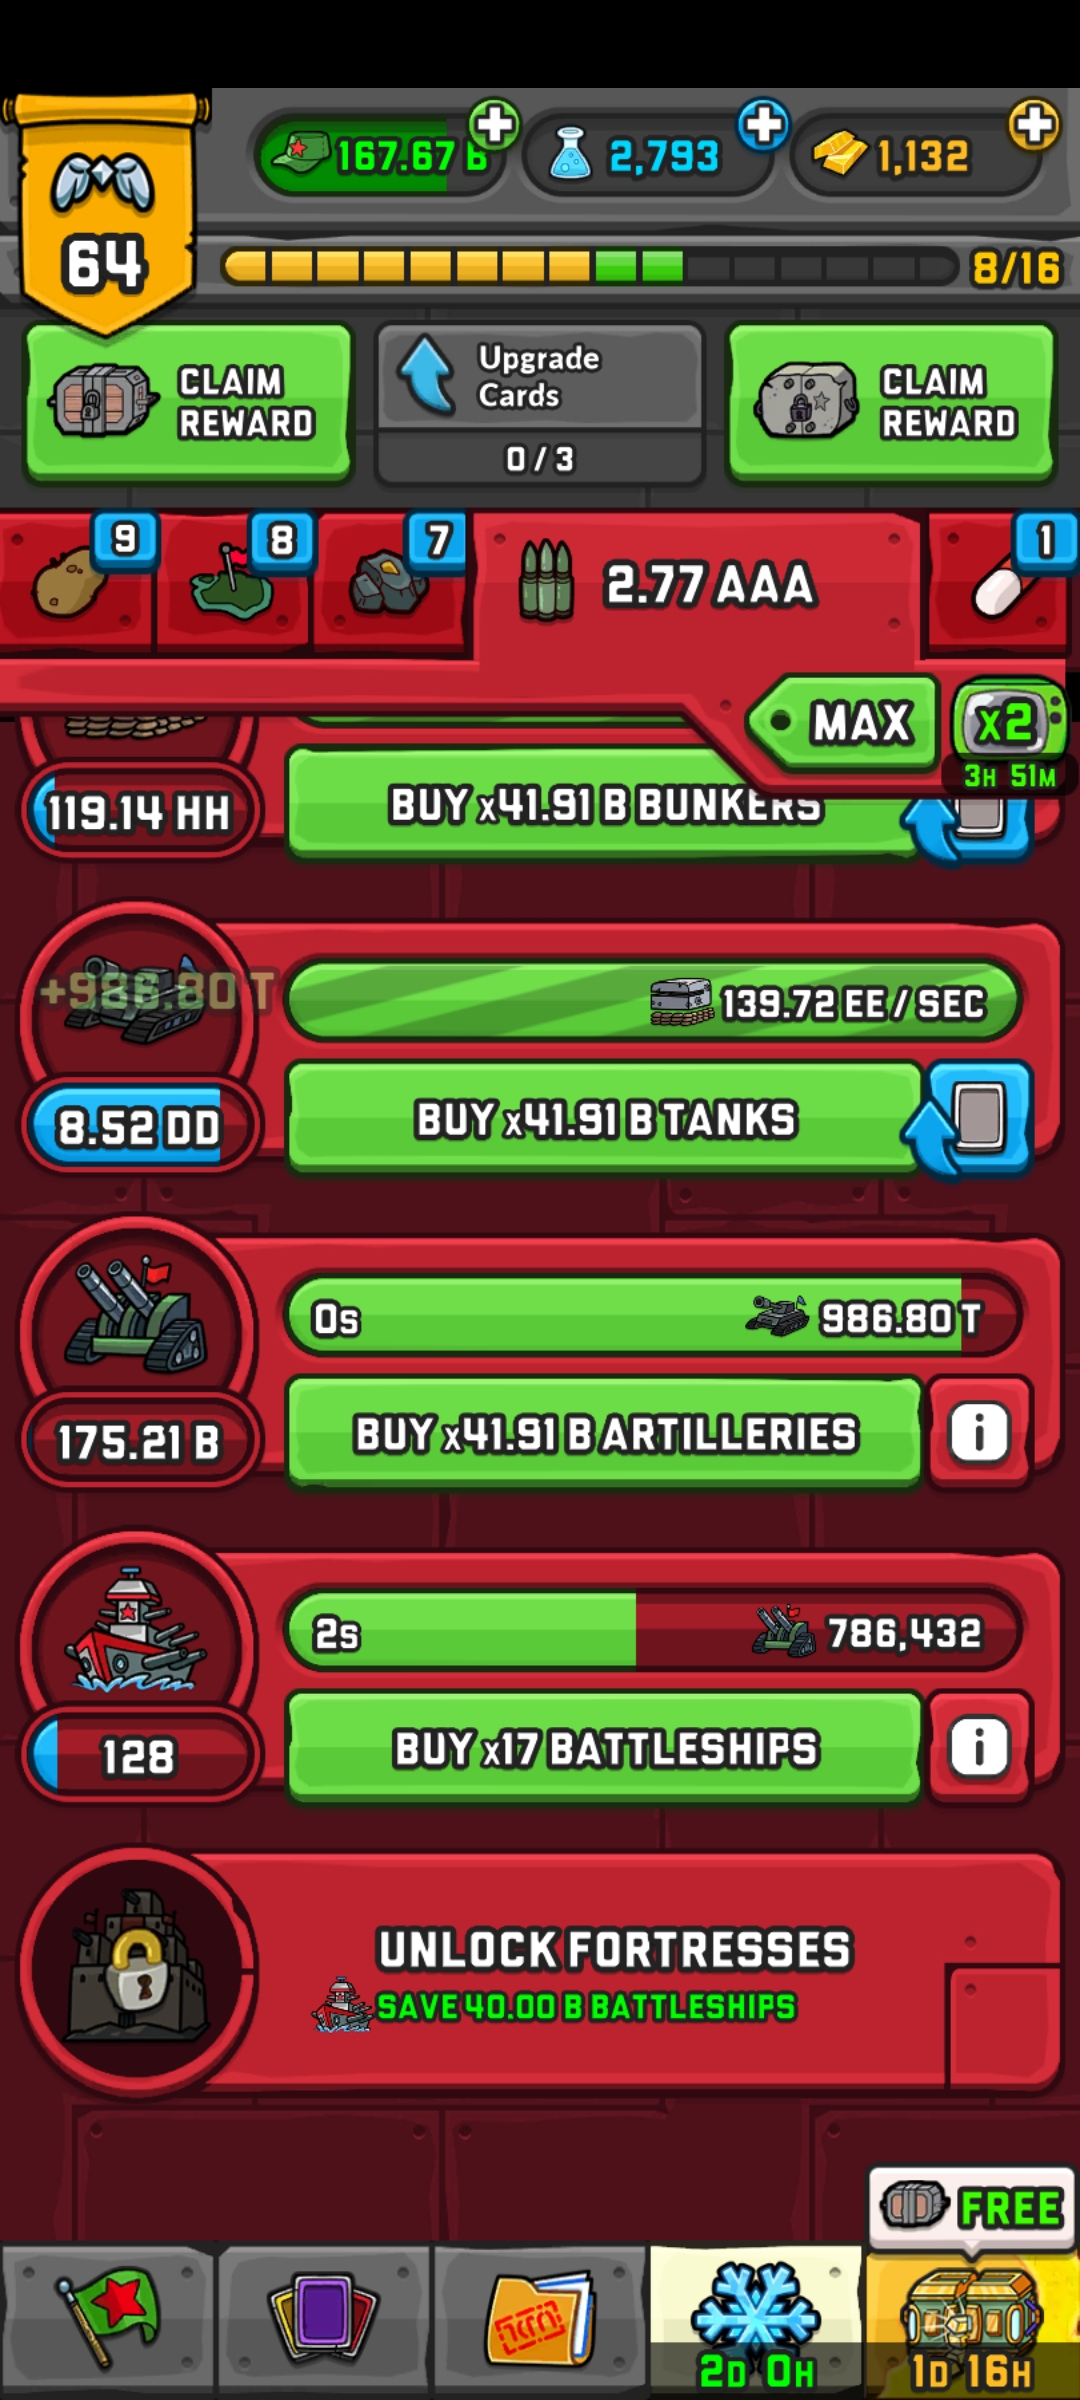 64
167.67 B
2,793
1,132
8/16
CLAIM
REWARD
Upgrade
Cards
0 / 3
CLAIM
REWARD
9
8
7
2.77 AAA
1
MAX
x2
3H 51M
119.14 HH
BUY x41.91 B BUNKERS
+986.80 T
139.72 EE / SEC
8.52 DD
BUY x41.91 B TANKS
0s
986.80 T
175.21 B
BUY x41.91 B ARTILLERIES
i
2s
786,432
128
BUY x17 BATTLESHIPS
i
UNLOCK FORTRESSES
SAVE 40.00 B BATTLESHIPS
FREE
2D 0H
1D 16H